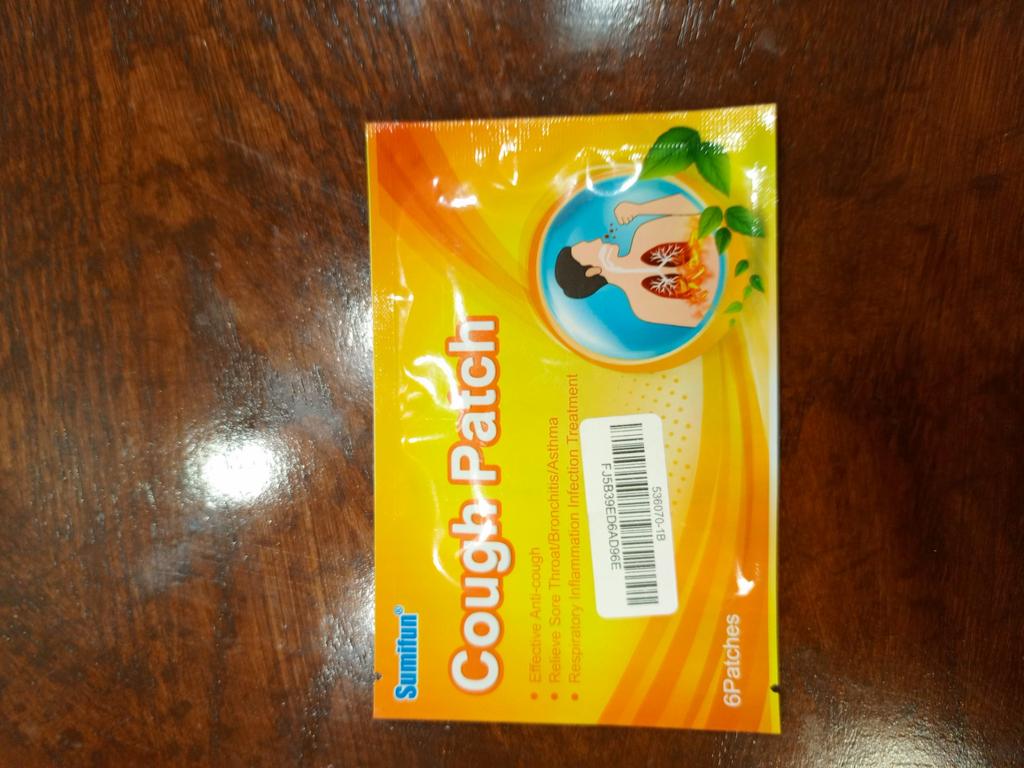 Sumifun®
Cough Patch
• Effective Anti-cough
• Relieve Sore Throat/Bronchitis/Asthma
• Respiratory Inflammation Infection Treatment
536070-1B
FJ5B39ED6AD96E
6Patches